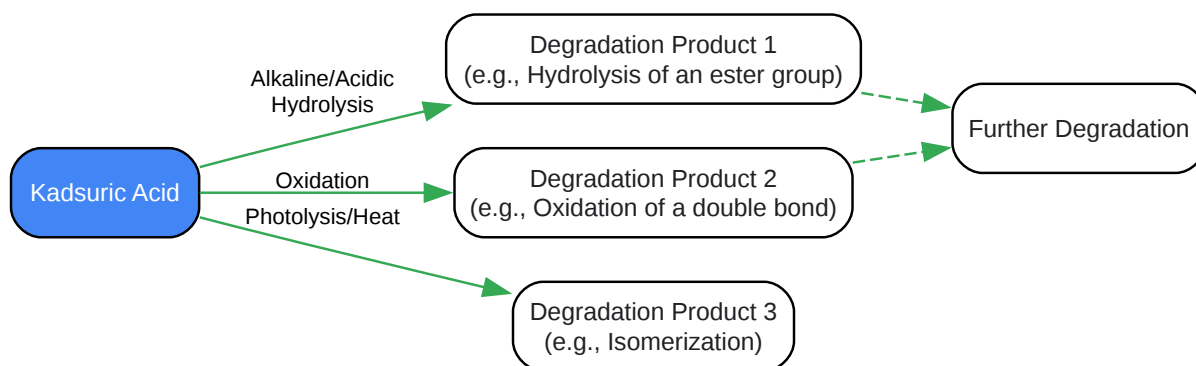 Degradation Product 1
(e.g., Hydrolysis of an ester group)
Alkaline/Acidic
Hydrolysis
Further Degradation
Kadsuric Acid
Oxidation
Degradation Product 2
(e.g., Oxidation of a double bond)
Photolysis/Heat
Degradation Product 3
(e.g., Isomerization)